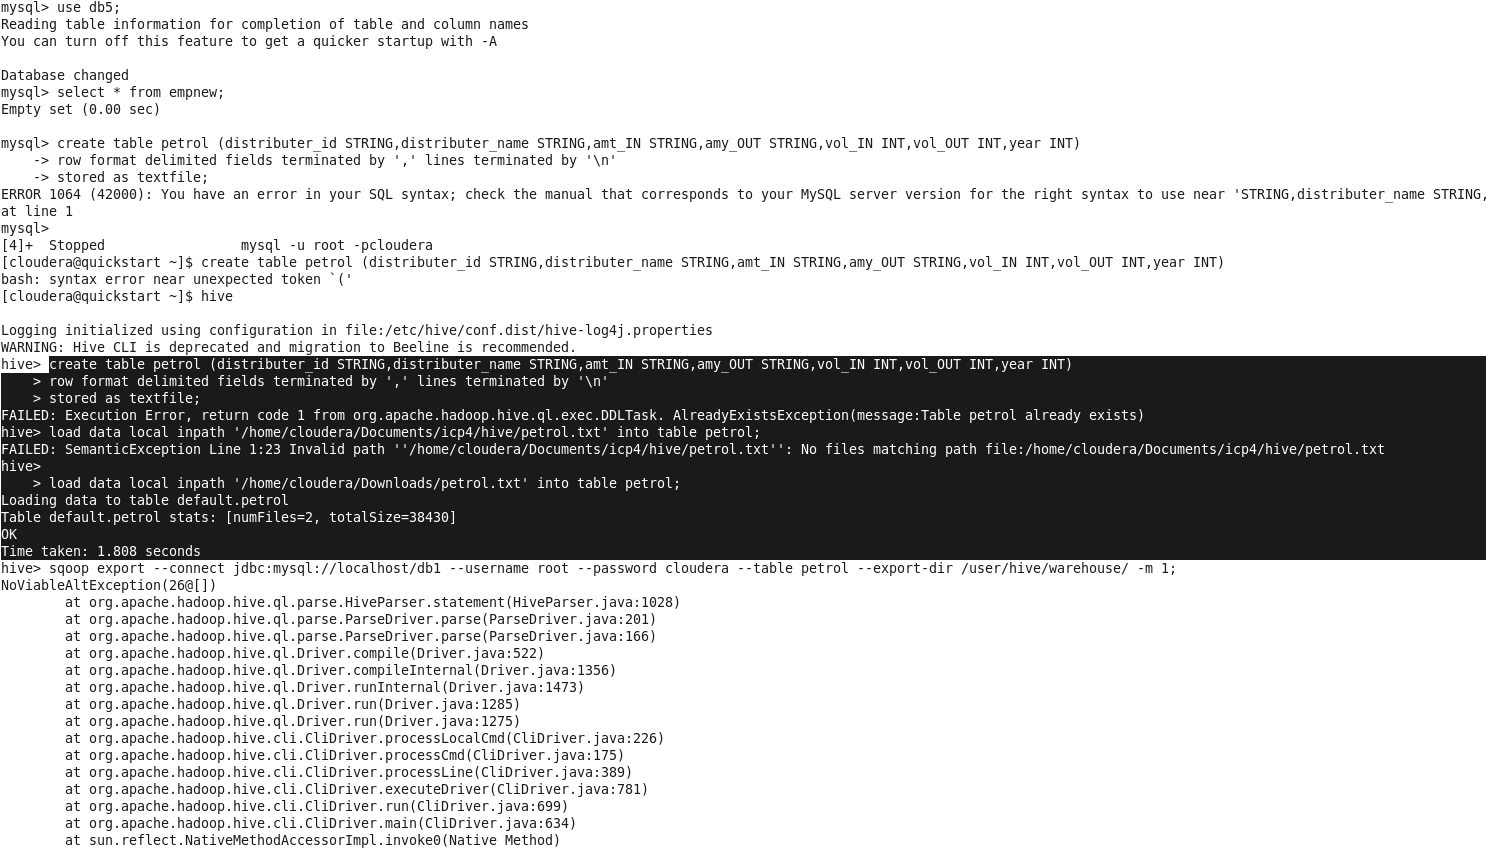 mysql> use db5;
Reading table information for completion of table and column names
You can turn off this feature to get a quicker startup with -A
Database changed
mysql> select * from empnew;
Empty set (0.00 sec)
mysql> create table petrol (distributer_id STRING,distributer_name STRING,amt_IN STRING,amy_OUT STRING,vol_IN INT,vol_OUT INT,year INT)
    -> row format delimited fields terminated by ',' lines terminated by '\n'
    -> stored as textfile;
ERROR 1064 (42000): You have an error in your SQL syntax; check the manual that corresponds to your MySQL server version for the right syntax to use near 'STRING,distributer_name STRING,
at line 1
mysql>
[4]+  Stopped                 mysql -u root -pcloudera
[cloudera@quickstart ~]$ create table petrol (distributer_id STRING,distributer_name STRING,amt_IN STRING,amy_OUT STRING,vol_IN INT,vol_OUT INT,year INT)
bash: syntax error near unexpected token `('
[cloudera@quickstart ~]$ hive
Logging initialized using configuration in file:/etc/hive/conf.dist/hive-log4j.properties
WARNING: Hive CLI is deprecated and migration to Beeline is recommended.
hive> create table petrol (distributer_id STRING,distributer_name STRING,amt_IN STRING,amy_OUT STRING,vol_IN INT,vol_OUT INT,year INT)
    > row format delimited fields terminated by ',' lines terminated by '\n'
    > stored as textfile;
FAILED: Execution Error, return code 1 from org.apache.hadoop.hive.ql.exec.DDLTask. AlreadyExistsException(message:Table petrol already exists)
hive> load data local inpath '/home/cloudera/Documents/icp4/hive/petrol.txt' into table petrol;
FAILED: SemanticException Line 1:23 Invalid path ''/home/cloudera/Documents/icp4/hive/petrol.txt'': No files matching path file:/home/cloudera/Documents/icp4/hive/petrol.txt
hive>
    > load data local inpath '/home/cloudera/Downloads/petrol.txt' into table petrol;
Loading data to table default.petrol
Table default.petrol stats: [numFiles=2, totalSize=38430]
OK
Time taken: 1.808 seconds
hive> sqoop export --connect jdbc:mysql://localhost/db1 --username root --password cloudera --table petrol --export-dir /user/hive/warehouse/ -m 1;
NoViableAltException(26@[])
        at org.apache.hadoop.hive.ql.parse.HiveParser.statement(HiveParser.java:1028)
        at org.apache.hadoop.hive.ql.parse.ParseDriver.parse(ParseDriver.java:201)
        at org.apache.hadoop.hive.ql.parse.ParseDriver.parse(ParseDriver.java:166)
        at org.apache.hadoop.hive.ql.Driver.compile(Driver.java:522)
        at org.apache.hadoop.hive.ql.Driver.compileInternal(Driver.java:1356)
        at org.apache.hadoop.hive.ql.Driver.runInternal(Driver.java:1473)
        at org.apache.hadoop.hive.ql.Driver.run(Driver.java:1285)
        at org.apache.hadoop.hive.ql.Driver.run(Driver.java:1275)
        at org.apache.hadoop.hive.cli.CliDriver.processLocalCmd(CliDriver.java:226)
        at org.apache.hadoop.hive.cli.CliDriver.processCmd(CliDriver.java:175)
        at org.apache.hadoop.hive.cli.CliDriver.processLine(CliDriver.java:389)
        at org.apache.hadoop.hive.cli.CliDriver.executeDriver(CliDriver.java:781)
        at org.apache.hadoop.hive.cli.CliDriver.run(CliDriver.java:699)
        at org.apache.hadoop.hive.cli.CliDriver.main(CliDriver.java:634)
        at sun.reflect.NativeMethodAccessorImpl.invoke0(Native Method)